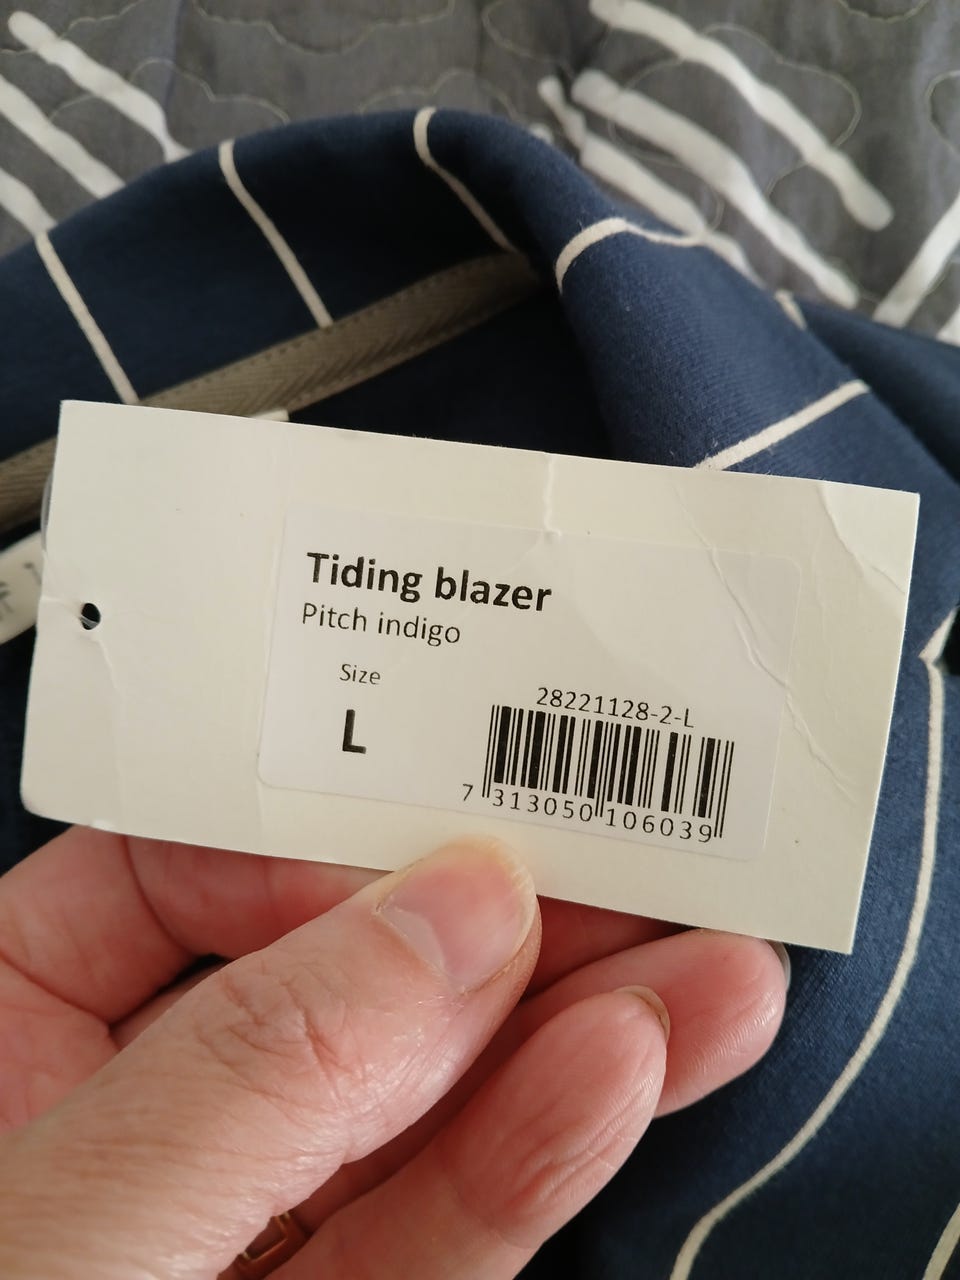 Tiding blazer
Pitch indigo
Size
L
28221128-2-L
7 313050 106039